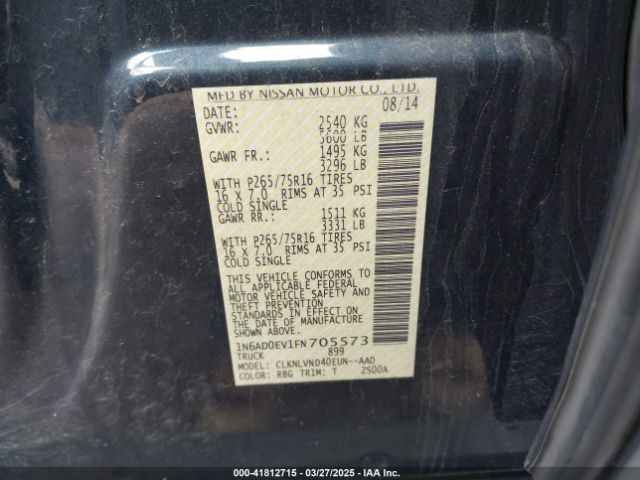 MFD BY NISSAN MOTOR CO., LTD.
DATE: 08/14
GVWR: 2540 KG
5600 LB
GAWR FR.: 1495 KG
3296 LB
WITH P265/75R16 TIRES
16 X 7.0 RIMS AT 35 PSI
COLD SINGLE
GAWR RR.: 1511 KG
3331 LB
WITH P265/75R16 TIRES
16 X 7.0 RIMS AT 35 PSI
COLD SINGLE
THIS VEHICLE CONFORMS TO
ALL APPLICABLE FEDERAL
MOTOR VEHICLE SAFETY AND
THEFT PREVENTION
STANDARDS IN EFFECT ON
THE DATE OF MANUFACTURE
SHOWN ABOVE.
1N6AD0EV1FN705573
TRUCK 899
MODEL: CLKNLVND40EUN--AAD
COLOR: RBG TRIM: T 2S00A
000-41812715 - 03/27/2025 - IAA Inc.